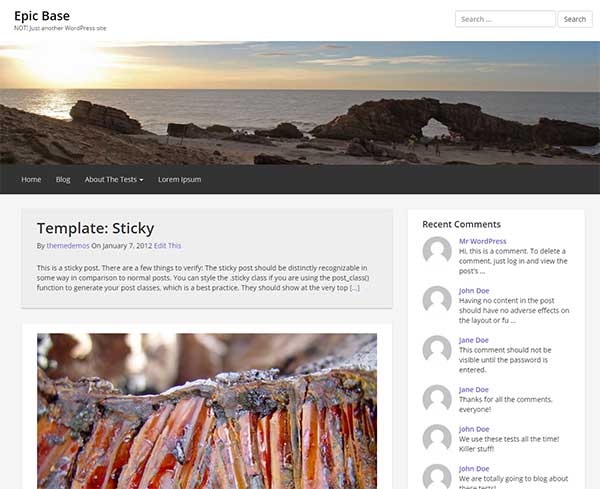 Epic Base
NOT! Just another WordPress site
Search ...
Search
Home
Blog
About The Tests
Lorem Ipsum
Template: Sticky
By themedemos On January 7, 2012 Edit This
This is a sticky post. There are a few things to verify: The sticky post should be distinctly recognizable in
some way in comparison to normal posts. You can style the .sticky class if you are using the post_class()
function to generate your post classes, which is a best practice. They should show at the very top [...]
Recent Comments
Mr WordPress
Hi, this is a comment. To delete a
comment, just log in and view the
post's ...
John Doe
Having no content in the post
should have no adverse effects on
the layout or fu ...
Jane Doe
This comment should not be
visible until the password is
entered.
Jane Doe
Thanks for all the comments,
everyone!
John Doe
We use these tests all the time!
Killer stuff!
John Doe
We are totally going to blog about
these tests!